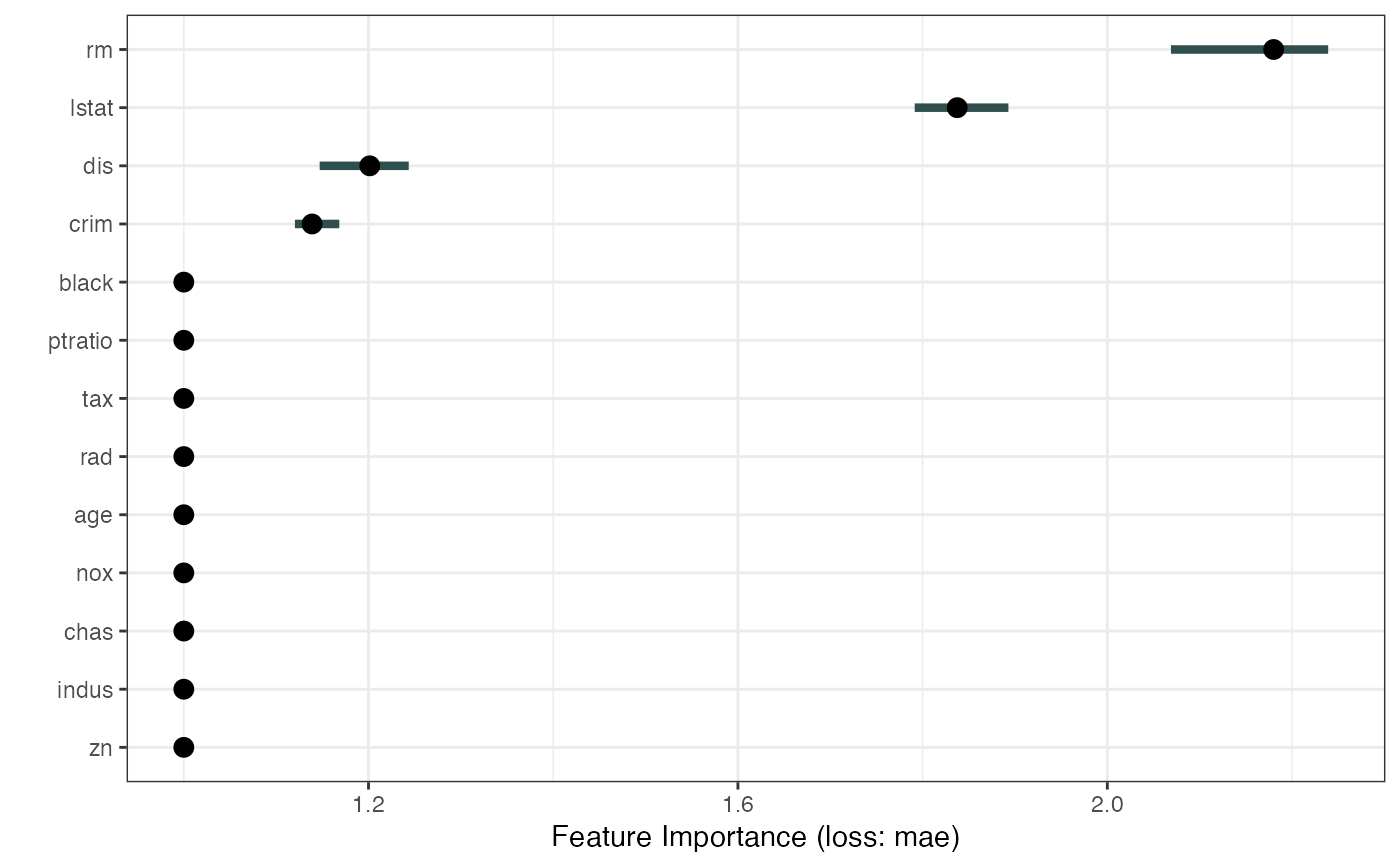 rm
lstat
dis
crim
black
ptratio
tax
rad
age
nox
chas
indus
zn
1.2 1.6 2.0
Feature Importance (loss: mae)